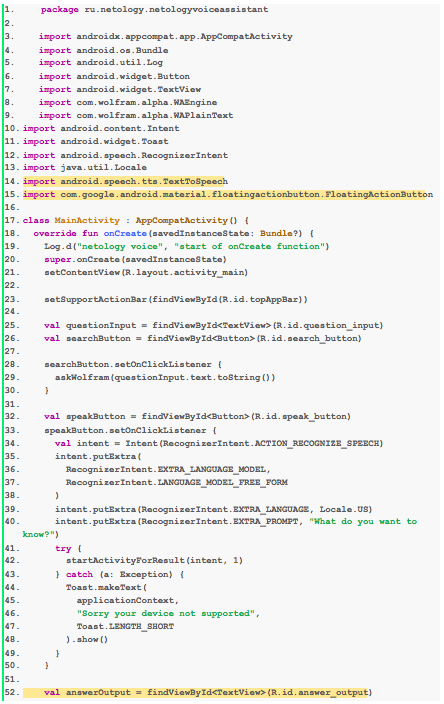 1. package ru.netology.netologyvoiceassistant
2.
3. import androidx.appcompat.app.AppCompatActivity
4. import android.os.Bundle
5. import android.util.Log
6. import android.widget.Button
7. import android.widget.TextView
8. import com.wolfram.alpha.WAEngine
9. import com.wolfram.alpha.WAPlainText
10. import android.content.Intent
11. import android.widget.Toast
12. import android.speech.RecognizerIntent
13. import java.util.Locale
14. import android.speech.tts.TextToSpeech
15. import com.google.android.material.floatingactionbutton.FloatingActionButton
16.
17. class MainActivity : AppCompatActivity() {
18. override fun onCreate(savedInstanceState: Bundle?) {
19. Log.d("netology voice", "start of onCreate function")
20. super.onCreate(savedInstanceState)
21. setContentView(R.layout.activity_main)
22.
23. setSupportActionBar(findViewById(R.id.topAppBar))
24.
25. val questionInput = findViewById<TextView>(R.id.question_input)
26. val searchButton = findViewById<Button>(R.id.search_button)
27.
28. searchButton.setOnClickListener {
29. askWolfram(questionInput.text.toString())
30. }
31.
32. val speakButton = findViewById<Button>(R.id.speak_button)
33. speakButton.setOnClickListener {
34. val intent = Intent(RecognizerIntent.ACTION_RECOGNIZE_SPEECH)
35. intent.putExtra(
36. RecognizerIntent.EXTRA_LANGUAGE_MODEL,
37. RecognizerIntent.LANGUAGE_MODEL_FREE_FORM
38. )
39. intent.putExtra(RecognizerIntent.EXTRA_LANGUAGE, Locale.US)
40. intent.putExtra(RecognizerIntent.EXTRA_PROMPT, "What do you want to
know?")
41. try {
42. startActivityForResult(intent, 1)
43. } catch (a: Exception) {
44. Toast.makeText(
45. applicationContext,
46. "Sorry your device not supported",
47. Toast.LENGTH_SHORT
48. ).show()
49. }
50. }
51.
52. val answerOutput = findViewById<TextView>(R.id.answer_output)